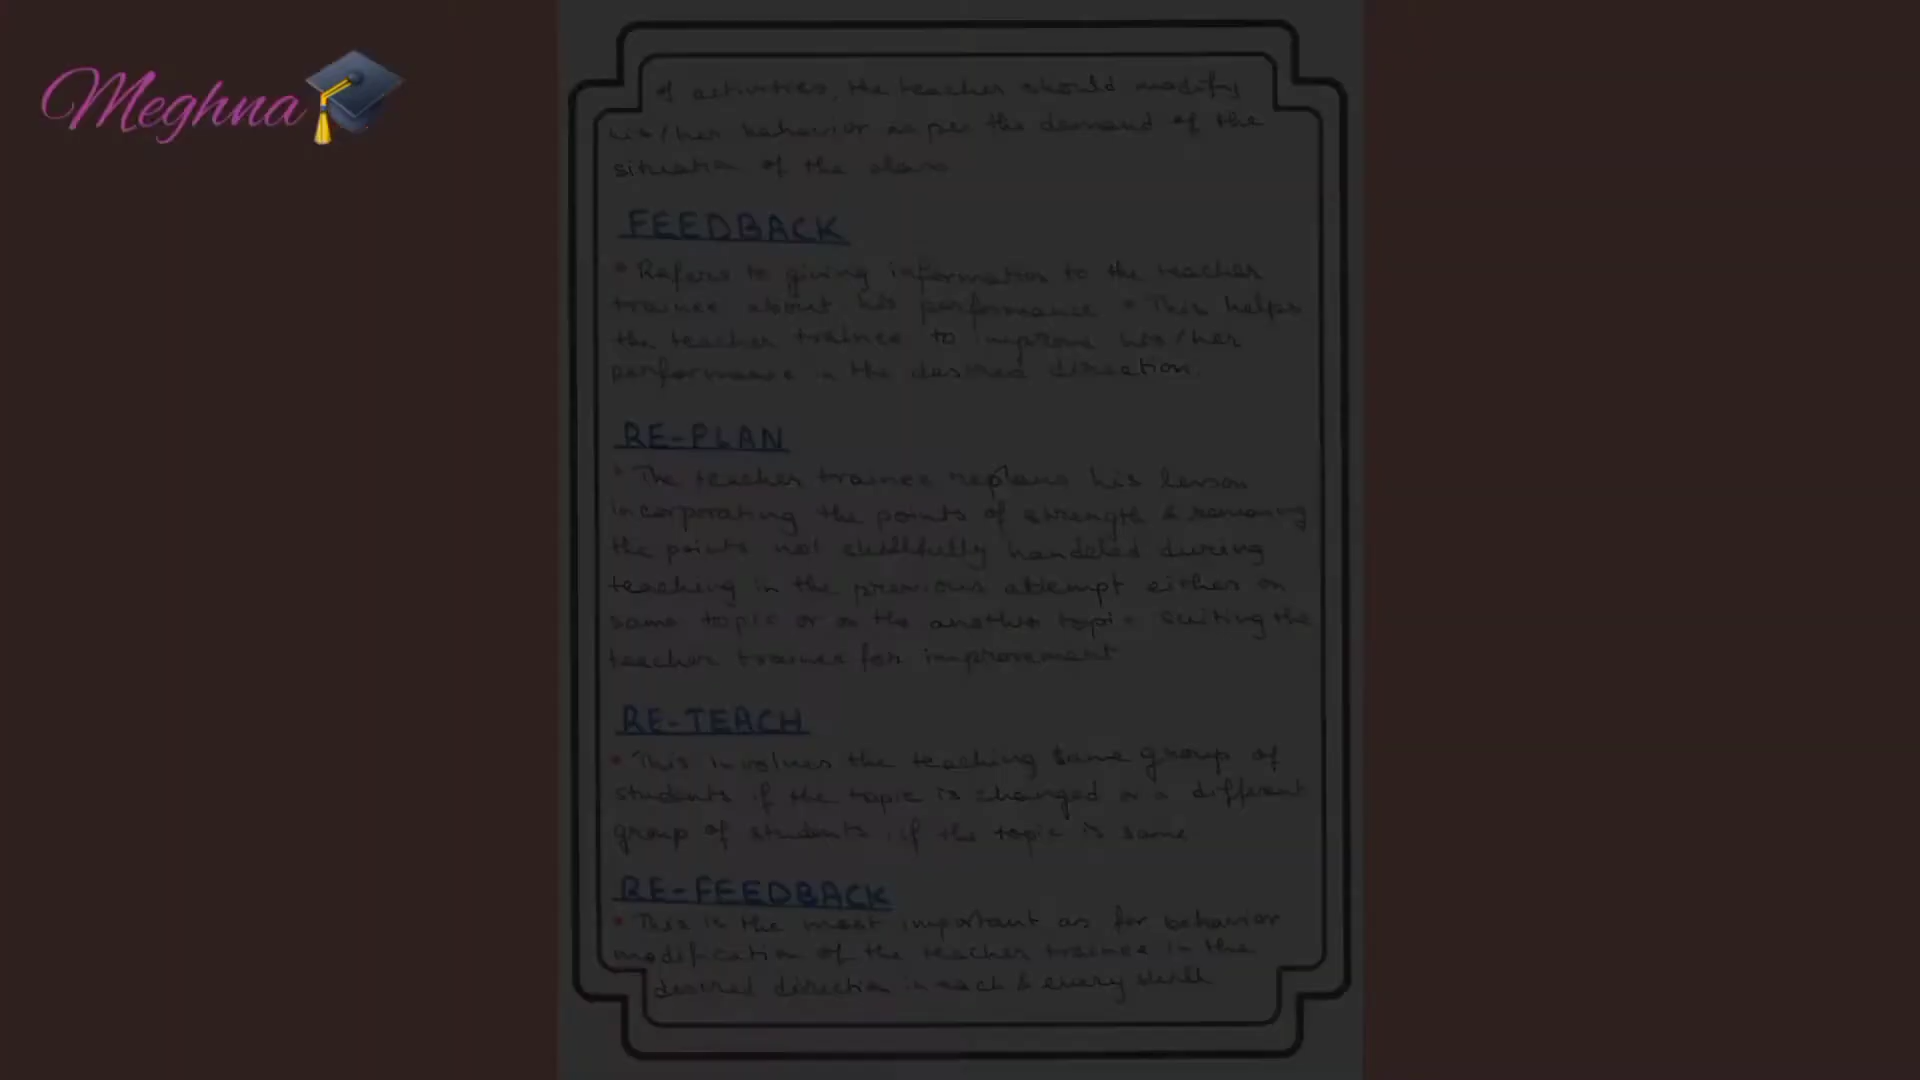 Meghna
of activities, the teacher should modify
his/her behavior as per the demand of the
situation of the class
FEEDBACK
* Refers to giving information to the teacher
trainee about his performance * This helps
the teacher trainee to improve his/her
performance in the desired direction.
RE-PLAN
* The teacher trainee replans his lesson
incorporating the points of strength & removing
the points not skillfully handeled during
teaching in the previous attempt either on
same topic or on the another topic suiting the
teacher trainee for improvement
RE-TEACH
* This involves the teaching same group of
students if the topic is changed or a different
group of students, if the topic is same
RE-FEEDBACK
* This is the most important as for behavior
modification of the teacher trainee in the
desired direction in each & every skill